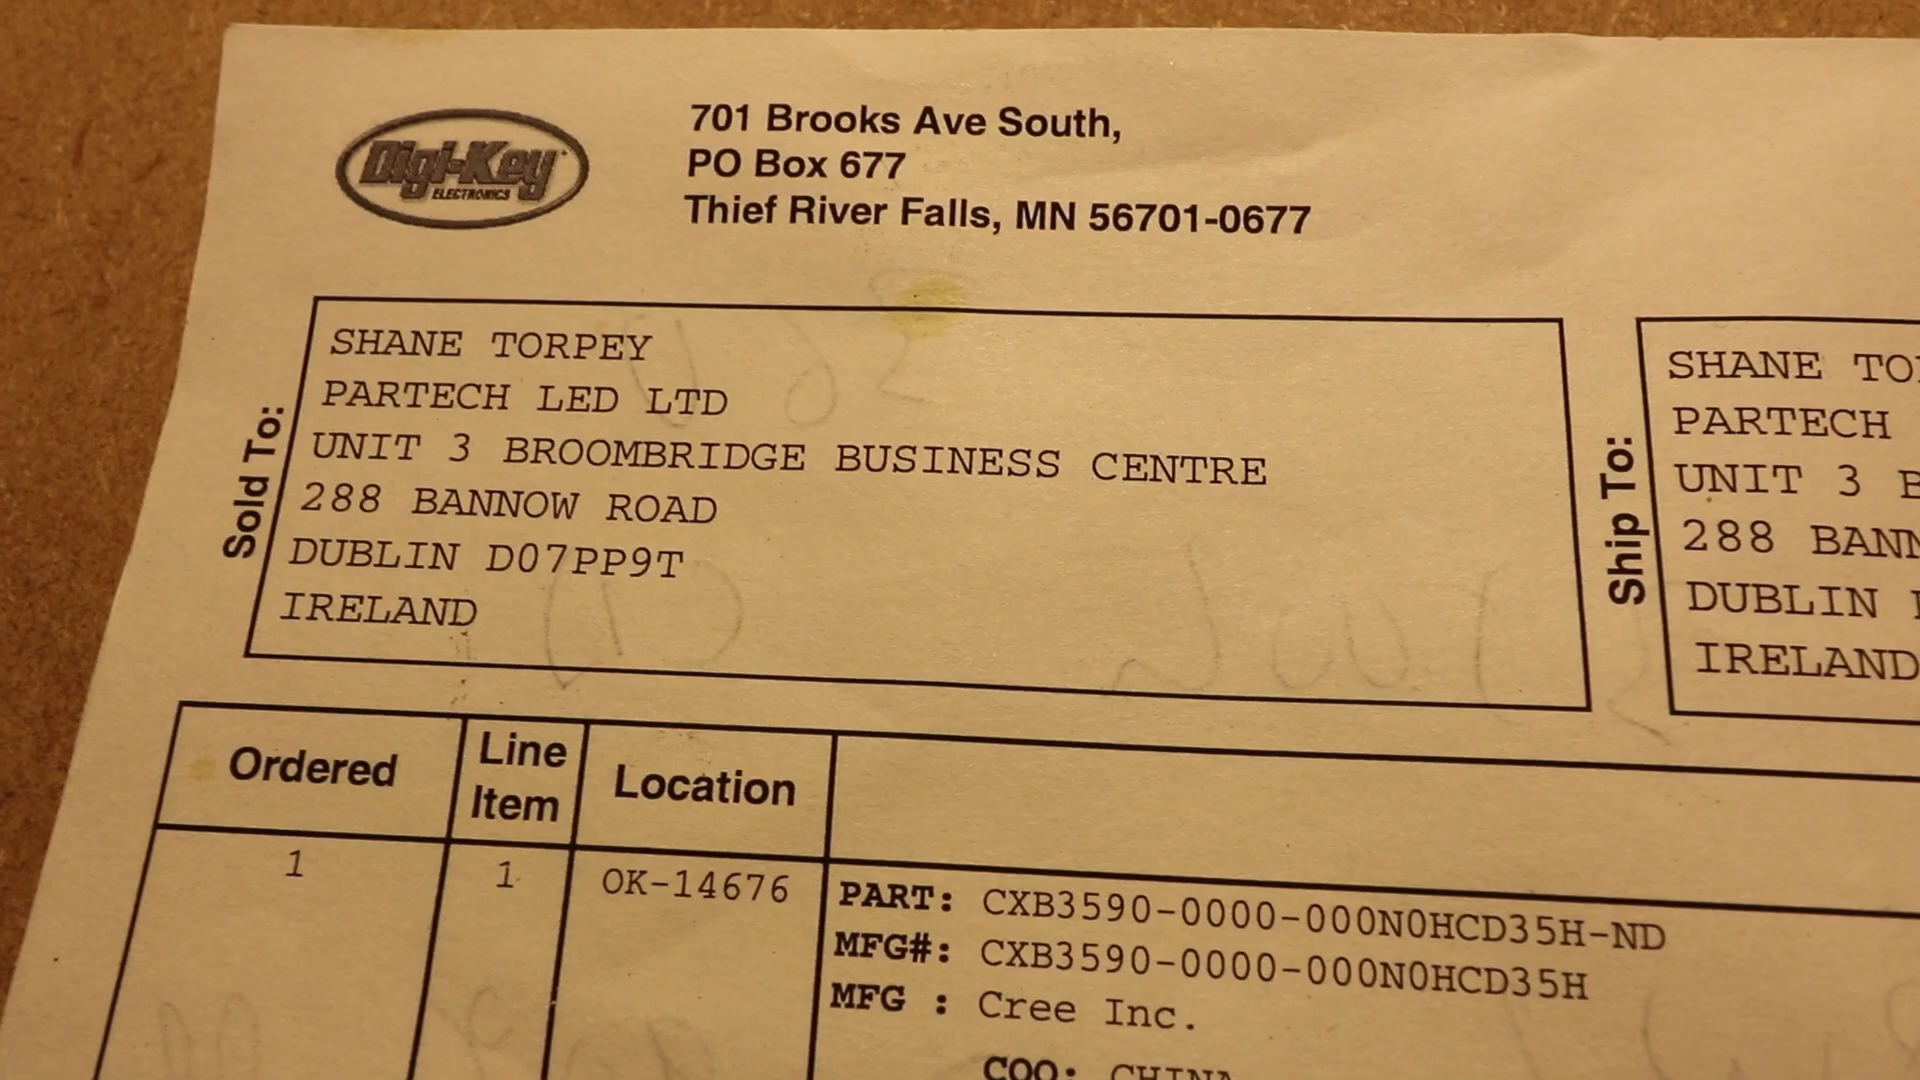 Digi-Key
ELECTRONICS
701 Brooks Ave South,
PO Box 677
Thief River Falls, MN 56701-0677
Sold To:
SHANE TORPEY
PARTECH LED LTD
UNIT 3 BROOMBRIDGE BUSINESS CENTRE
288 BANNOW ROAD
DUBLIN D07PP9T
IRELAND
Ship To:
SHANE
PARTECH
UNIT 3
288
DUBLIN
IRELAND
Ordered
Line
Item
Location
1
1
OK-14676
PART: CXB3590-0000-000N0HCD35H-ND
MFG#: CXB3590-0000-000N0HCD35H
MFG : Cree Inc.
COO: CHINA